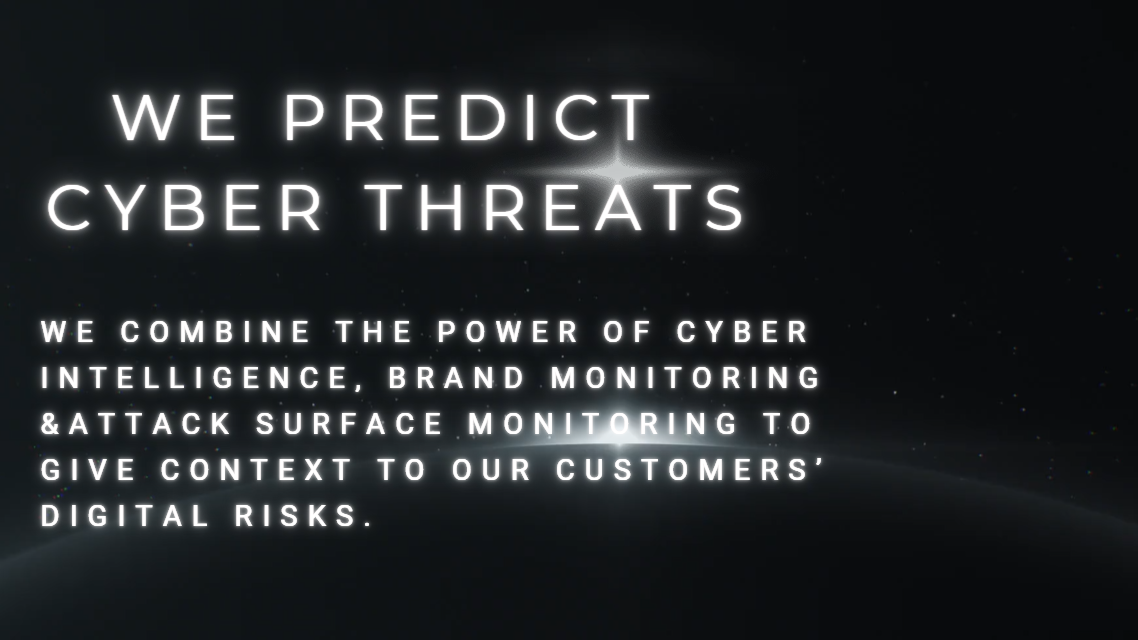 WE PREDICT
CYBER THREATS
WE COMBINE THE POWER OF CYBER
INTELLIGENCE, BRAND MONITORING
&ATTACK SURFACE MONITORING TO
GIVE CONTEXT TO OUR CUSTOMERS’
DIGITAL RISKS.